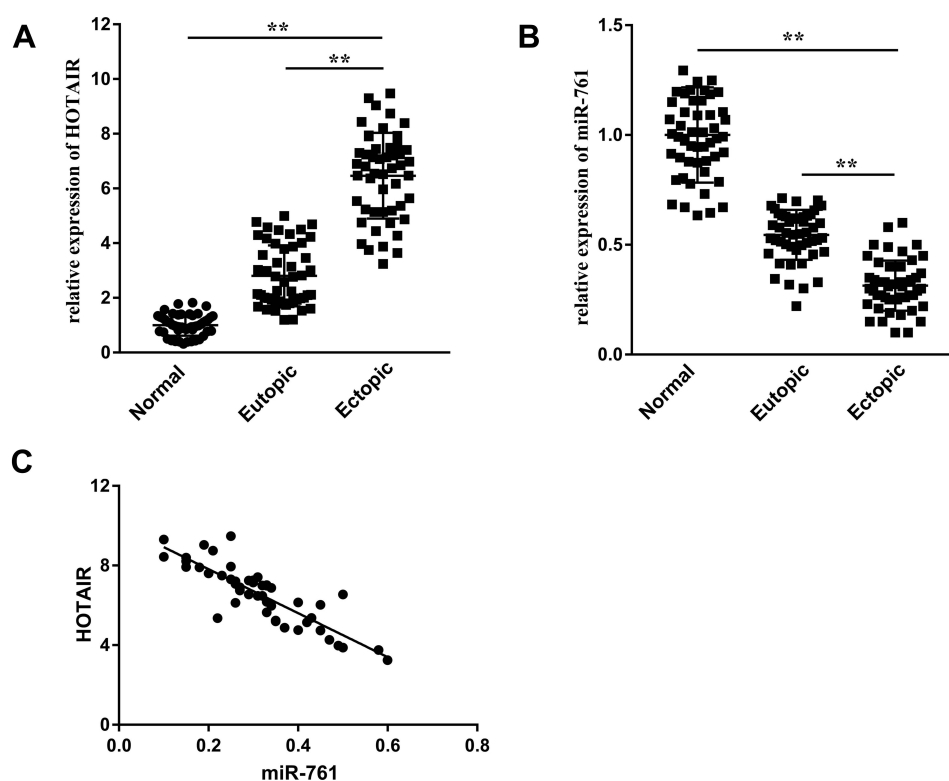 A
relative expression of HOTAIR
12
10
8
6
4
2
0
**
**
Normal
Eutopic
Ectopic
B
relative expression of miR-761
1.5
1.0
0.5
0.0
**
**
Normal
Eutopic
Ectopic
C
HOTAIR
12
8
4
0
0.0 0.2 0.4 0.6 0.8
miR-761